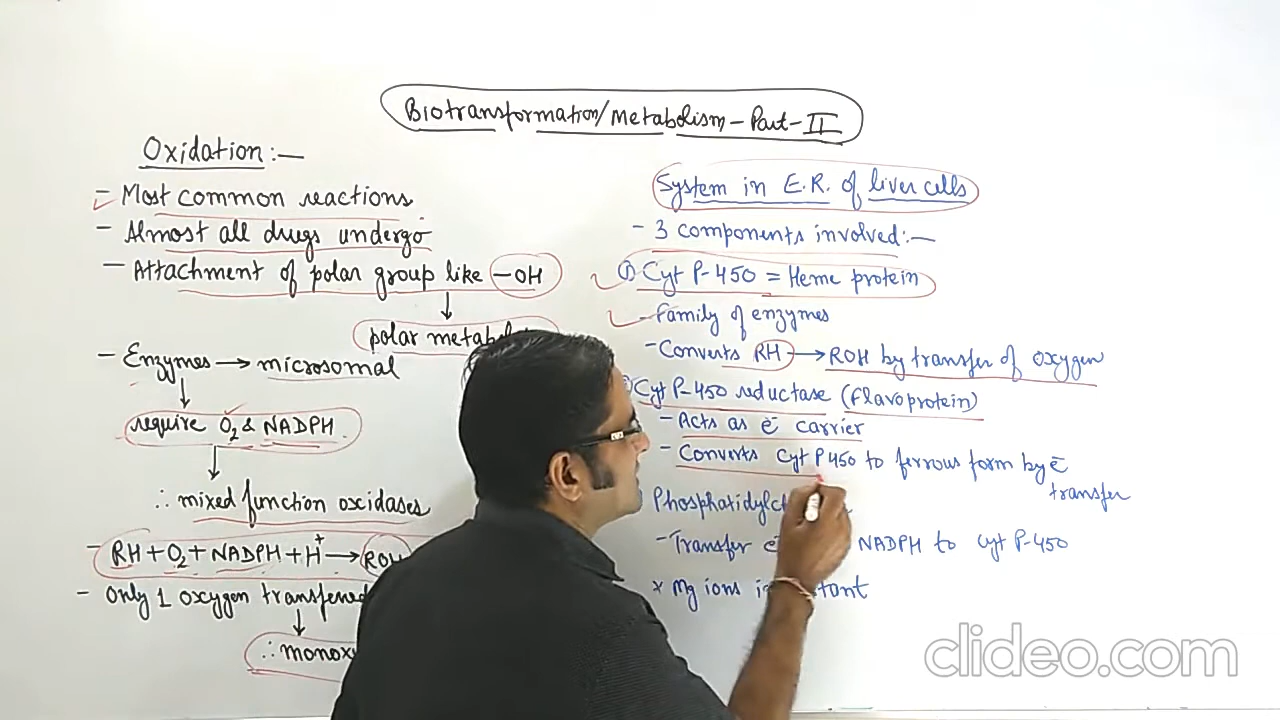 Biotransformation/Metabolism - Part - II
Oxidation :-
- Most common reactions
- Almost all drugs undergo
- Attachment of polar group like -OH
polar
- Enzymes → microsomal
require O2 & NADPH
∴ mixed function oxidases
- RH + O2 + NADPH + H+ → ROH
- Only 1 oxygen transferred
∴
System in E.R. of liver cells
- 3 components involved :-
① Cyt P-450 = Heme protein
- Family of enzymes
- Converts RH → ROH by transfer of oxygen
Cyt P-450 reductase (Flavoprotein)
- Acts as e- carrier
- Converts Cyt P450 to ferrous form by e-
transfer
- Transfer e- NADPH to Cyt P-450
* Mg ions
clideo.com